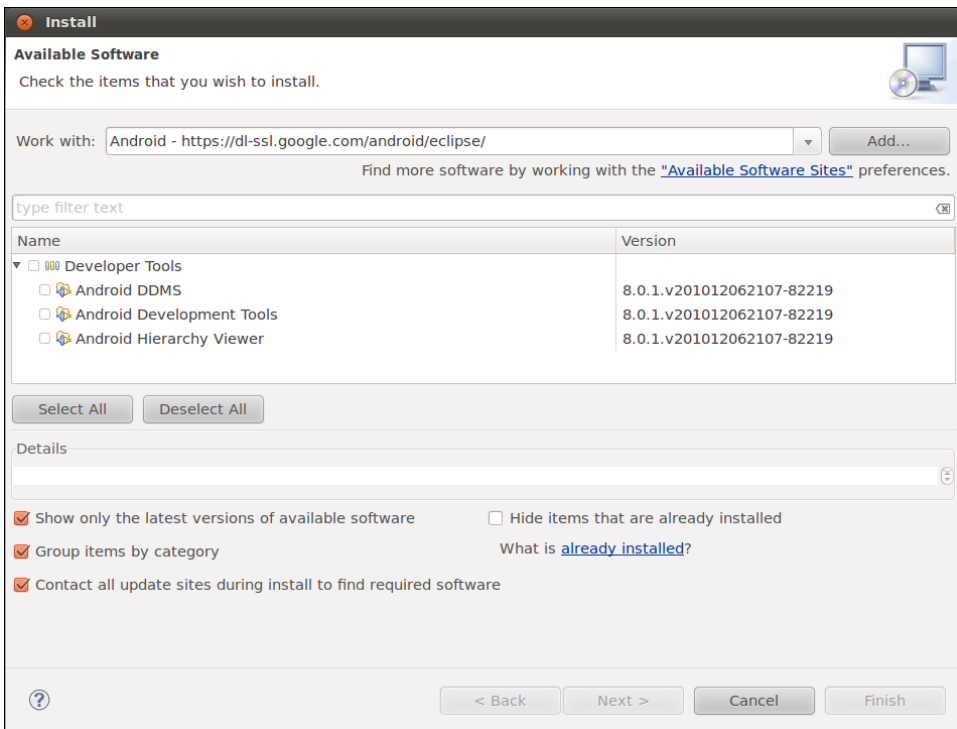 Install
Available Software
Check the items that you wish to install.
Work with: Android - https://dl-ssl.google.com/android/eclipse/ Add...
Find more software by working with the "Available Software Sites" preferences.
type filter text
Name Version
Developer Tools
Android DDMS 8.0.1.v201012062107-82219
Android Development Tools 8.0.1.v201012062107-82219
Android Hierarchy Viewer 8.0.1.v201012062107-82219
Select All Deselect All
Details
Show only the latest versions of available software Hide items that are already installed
Group items by category What is already installed?
Contact all update sites during install to find required software
? < Back Next > Cancel Finish